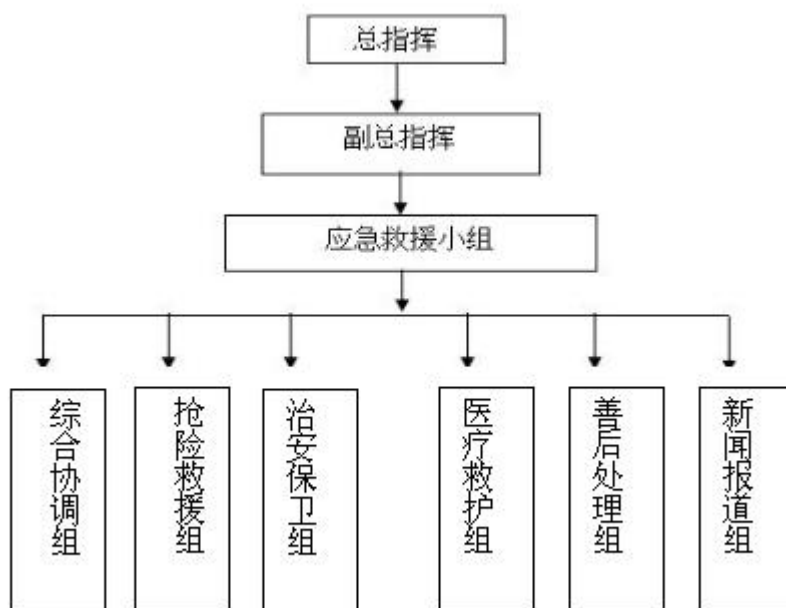 总指挥
副总指挥
应急救援小组
综合协调组
抢险救援组
治安保卫组
医疗救护组
善后处理组
新闻报道组